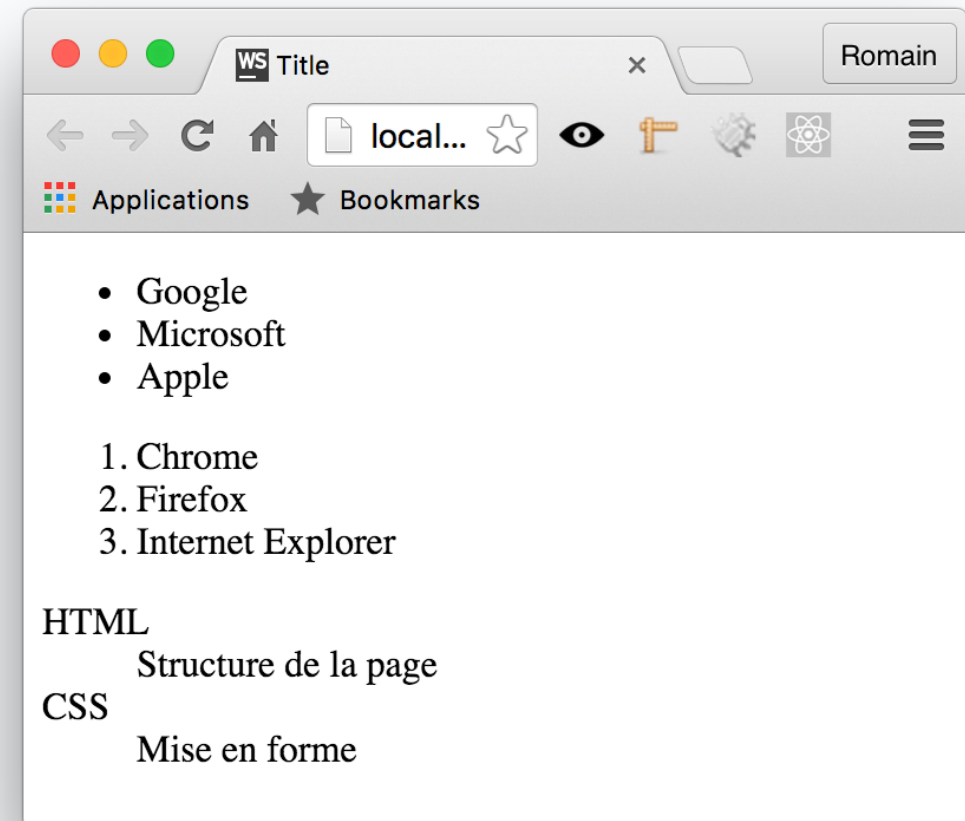 WS Title
Romain
local...
Applications Bookmarks
• Google
• Microsoft
• Apple
1. Chrome
2. Firefox
3. Internet Explorer
HTML
Structure de la page
CSS
Mise en forme